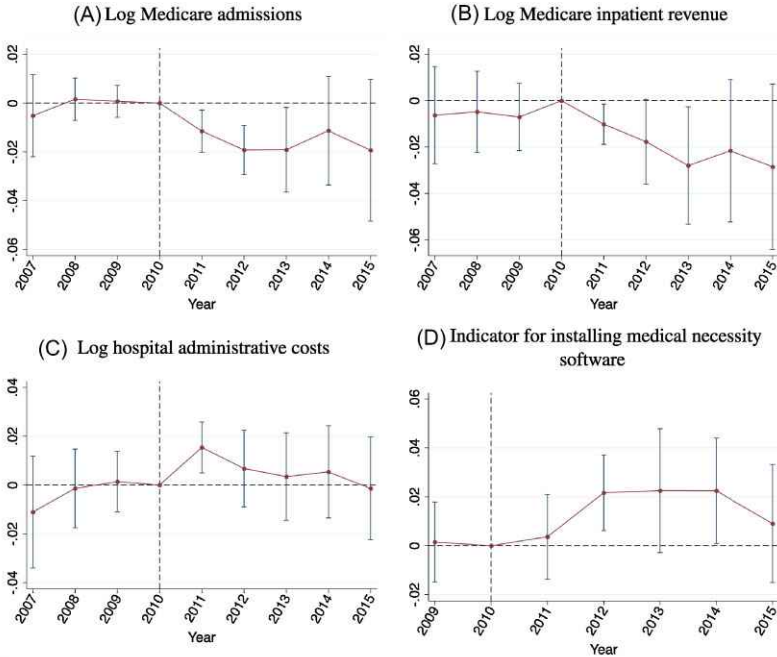 (A) Log Medicare admissions
.02
0
-.02
-.04
-.06
2007 2008 2009 2010 2011 2012 2013 2014 2015
Year
(B) Log Medicare inpatient revenue
.02
0
-.02
-.04
-.06
2007 2008 2009 2010 2011 2012 2013 2014 2015
Year
(C) Log hospital administrative costs
.04
.02
0
-.02
-.04
2007 2008 2009 2010 2011 2012 2013 2014 2015
Year
(D) Indicator for installing medical necessity
software
.06
.04
.02
0
-.02
2009 2010 2011 2012 2013 2014 2015
Year